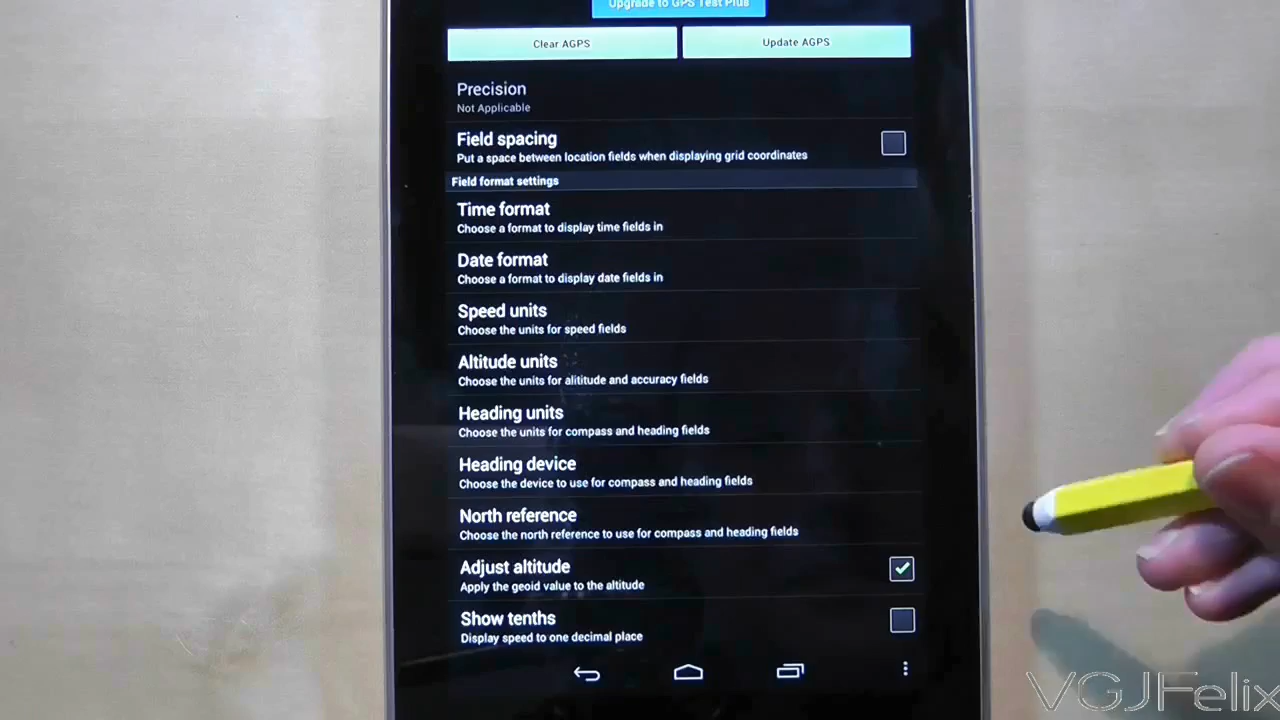 Upgrade to GPS Test Plus
Clear AGPS
Update AGPS
Precision
Not Applicable
Field spacing
Put a space between location fields when displaying grid coordinates
Field format settings
Time format
Choose a format to display time fields in
Date format
Choose a format to display date fields in
Speed units
Choose the units for speed fields
Altitude units
Choose the units for alititude and accuracy fields
Heading units
Choose the units for compass and heading fields
Heading device
Choose the device to use for compass and heading fields
North reference
Choose the north reference to use for compass and heading fields
Adjust altitude
Apply the geoid value to the altitude
Show tenths
Display speed to one decimal place
VGJFelix